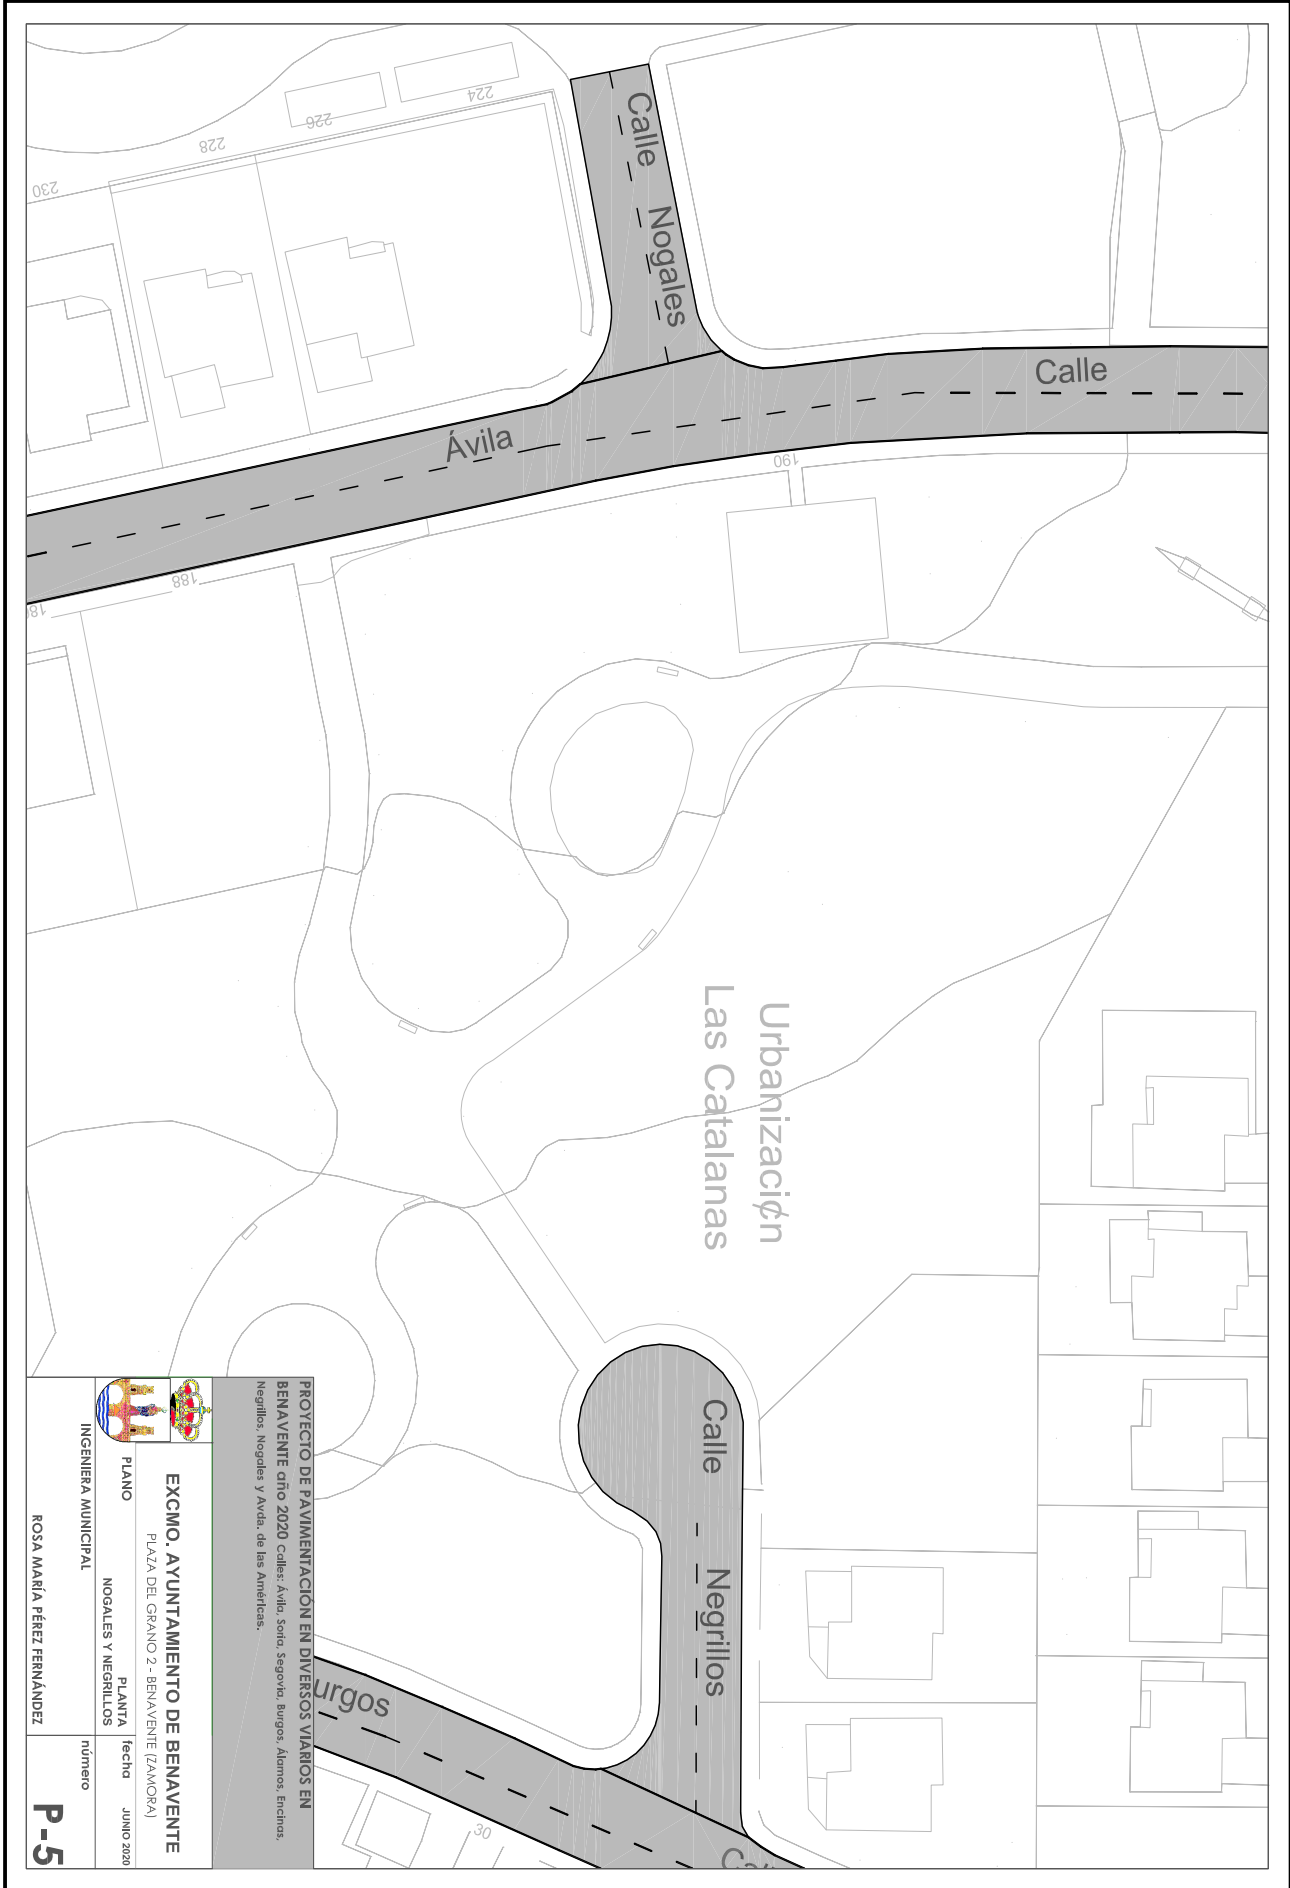 Calle
Nogales
Calle
Ávila
224
226
228
230
190
188
Urbanización
Las Catalanas
Calle
Negrillos
urgos
30
PROYECTO DE PAVIMENTACIÓN EN DIVERSOS VIARIOS EN
BENAVENTE año 2020 Calles: Ávila, Soria, Segovia, Burgos, Álamos, Encinas,
Negrillos, Nogales y Avda. de las Américas.
EXCMO. AYUNTAMIENTO DE BENAVENTE
PLAZA DEL GRANO 2 - BENAVENTE (ZAMORA)
PLANO
PLANTA
NOGALES Y NEGRILLOS
fecha
JUNIO 2020
INGENIERA MUNICIPAL
ROSA MARÍA PÉREZ FERNÁNDEZ
número
P-5